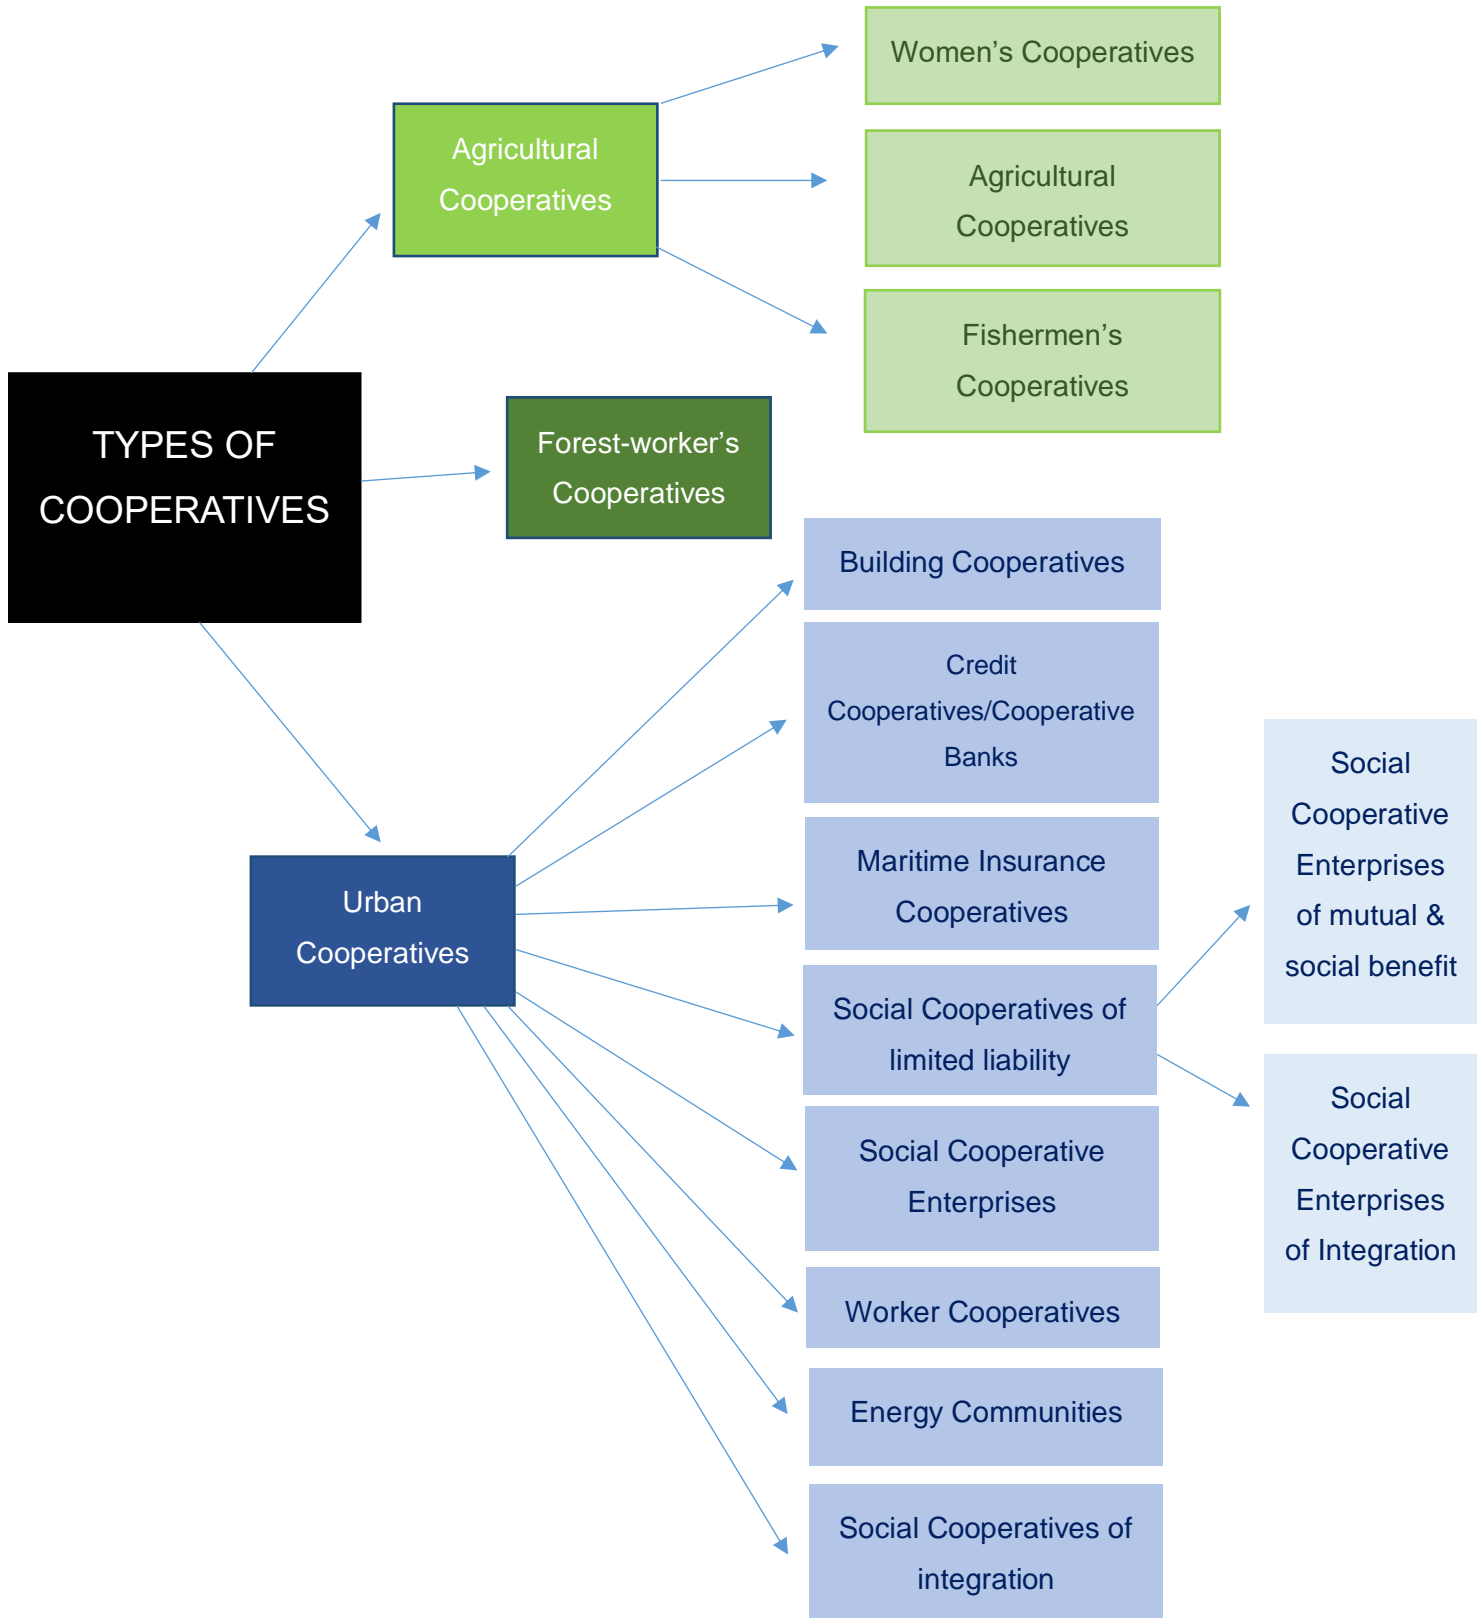 TYPES OF
COOPERATIVES
Agricultural
Cooperatives
Women’s Cooperatives
Agricultural
Cooperatives
Fishermen’s
Cooperatives
Forest-worker’s
Cooperatives
Urban
Cooperatives
Building Cooperatives
Credit
Cooperatives/Cooperative
Banks
Maritime Insurance
Cooperatives
Social Cooperatives of
limited liability
Social
Cooperative
Enterprises
of mutual &
social benefit
Social
Cooperative
Enterprises
of Integration
Social Cooperative
Enterprises
Worker Cooperatives
Energy Communities
Social Cooperatives of
integration